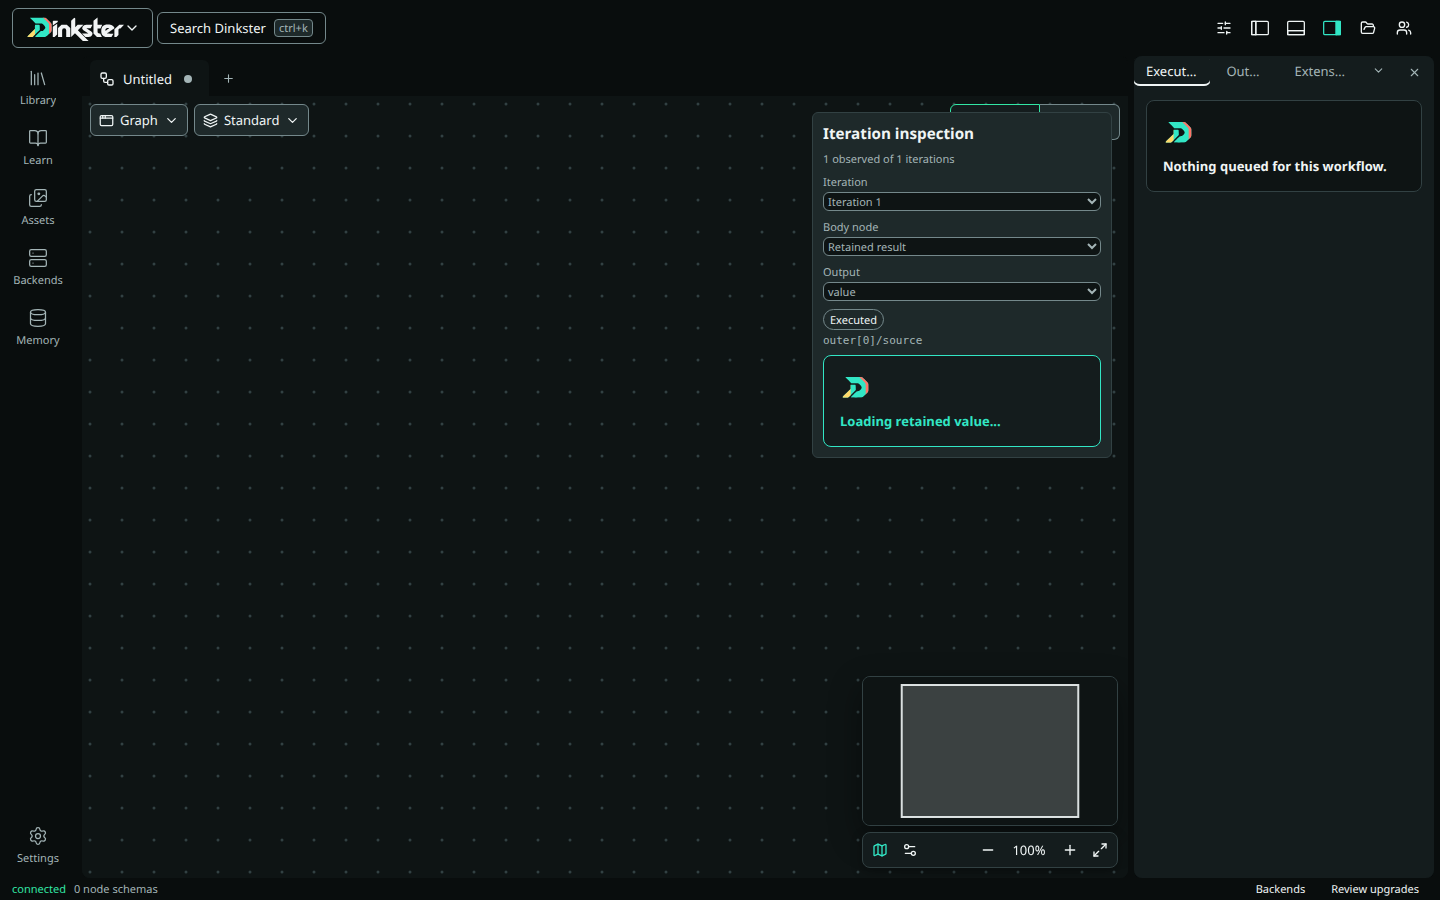 Dinkster
Search Dinkster ctrl+k
Library
Learn
Assets
Backends
Memory
Settings
Untitled
Graph
Standard
Iteration inspection
1 observed of 1 iterations
Iteration
Iteration 1
Body node
Retained result
Output
value
Executed
outer[0]/source
Loading retained value...
100%
Execut...
Out...
Extens...
Nothing queued for this workflow.
connected 0 node schemas
Backends
Review upgrades